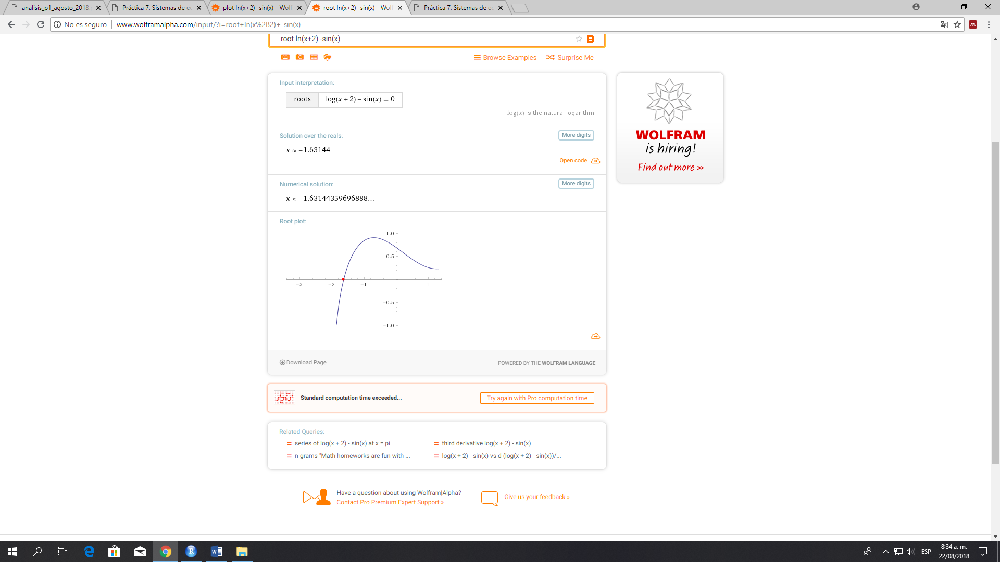 analisis_p1_agosto_2018.
Práctica 7. Sistemas de ec
plot ln(x+2) -sin(x) - Wolf
root ln(x+2) -sin(x) - Wol
Práctica 7. Sistemas de ec
No es seguro
www.wolframalpha.com/input/?i=root+ln(x%2B2)+-sin(x)
root ln(x+2) -sin(x)
Browse Examples
Surprise Me
Input interpretation:
roots
log(x + 2) − sin(x) = 0
log(x) is the natural logarithm
Solution over the reals:
More digits
x ≈ −1.63144
Open code
Numerical solution:
More digits
x ≈ −1.63144359696888...
Root plot:
1.0
0.5
−3
−2
−1
1
−0.5
−1.0
Download Page
POWERED BY THE WOLFRAM LANGUAGE
WOLFRAM
is hiring!
Find out more »
Standard computation time exceeded...
Try again with Pro computation time
Related Queries:
= series of log(x + 2) - sin(x) at x = pi
= third derivative log(x + 2) - sin(x)
= n-grams "Math homeworks are fun with ...
= log(x + 2) - sin(x) vs d (log(x + 2) - sin(x))/...
Have a question about using Wolfram|Alpha?
Contact Pro Premium Expert Support »
Give us your feedback »
ESP
8:34 a. m.
22/08/2018